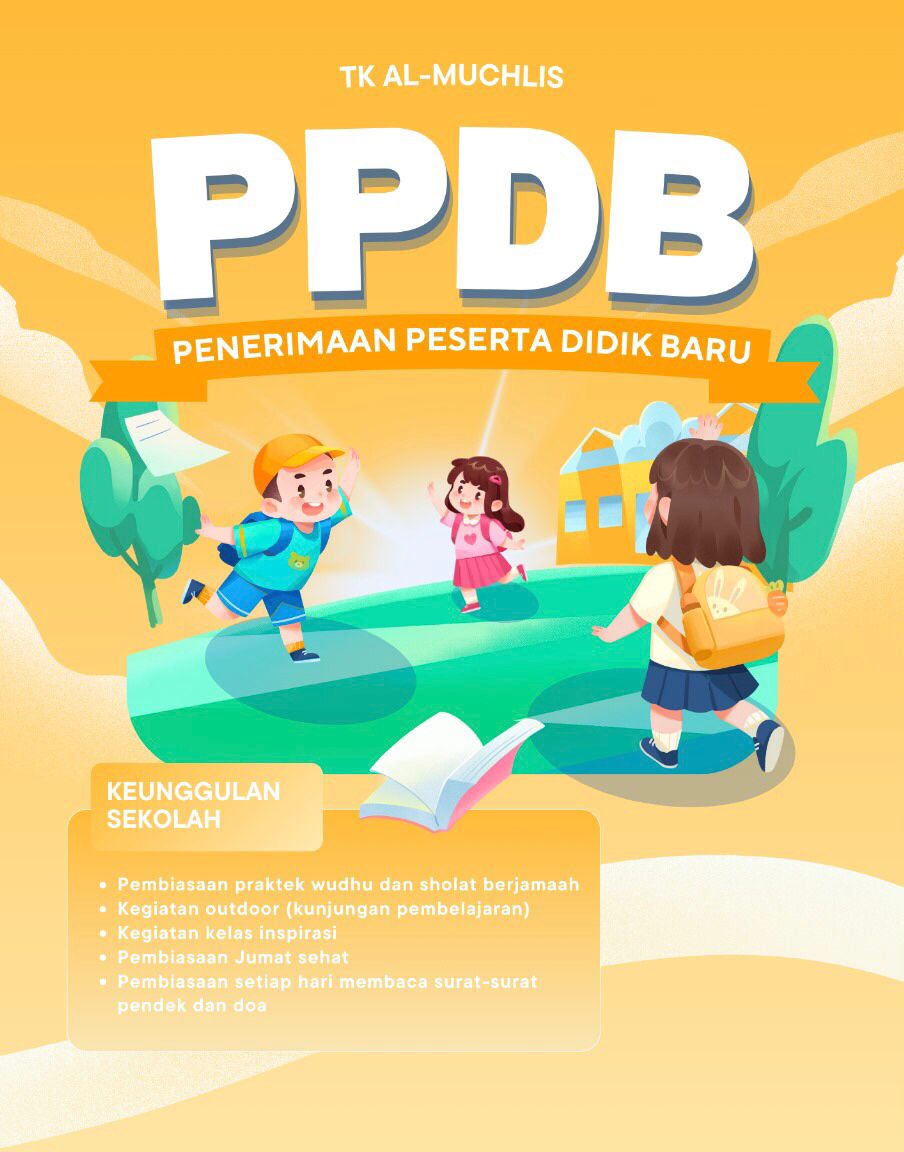 TK AL-MUCHLIS
PPDB
PENERIMAAN PESERTA DIDIK BARU
KEUNGGULAN
SEKOLAH
• Pembiasaan praktek wudhu dan sholat berjamaah
• Kegiatan outdoor (kunjungan pembelajaran)
• Kegiatan kelas inspirasi
• Pembiasaan Jumat sehat
• Pembiasaan setiap hari membaca surat-surat
pendek dan doa